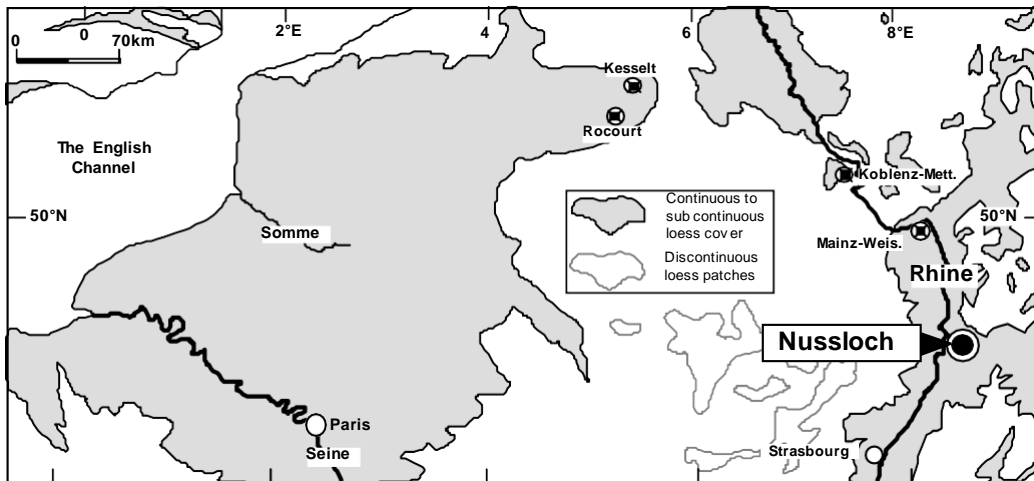 0 0 70km
2°E 4 6 8°E
Kesselt
Rocourt
The English
Channel
Koblenz-Mett.
50°N
50°N
Continuous to
sub continuous
loess cover
Somme
Mainz-Weis.
Discontinuous
loess patches
Rhine
Nussloch
Paris
Seine
Strasbourg